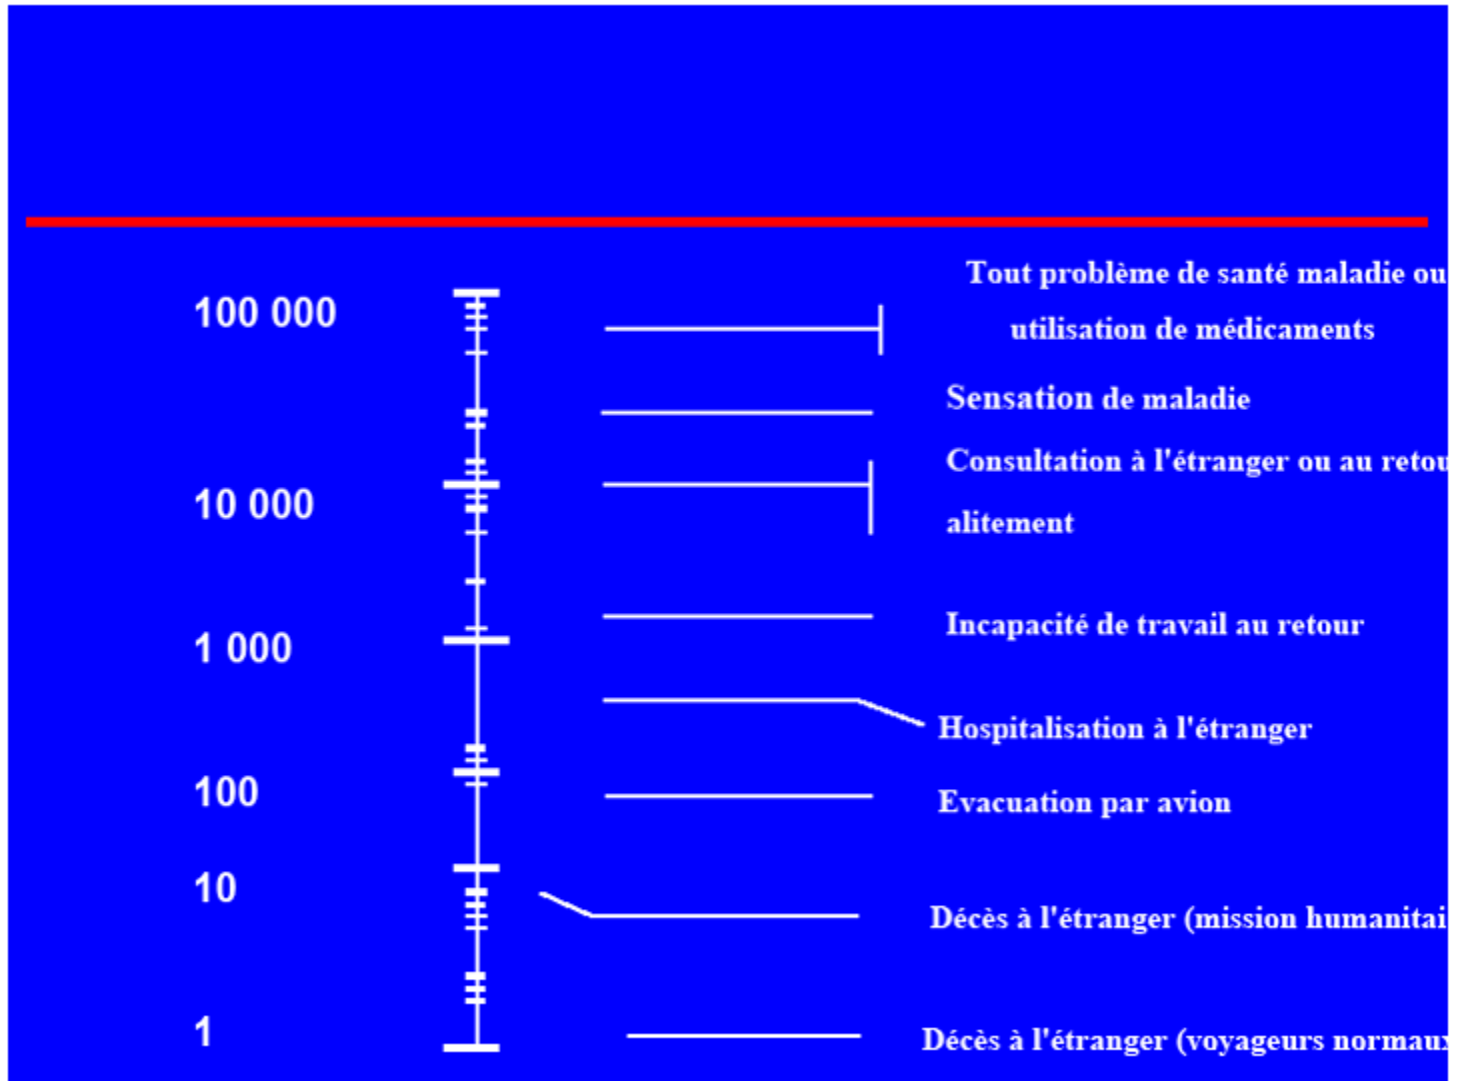 Tout problème de santé maladie ou
100 000
utilisation de médicaments
Sensation de maladie
Consultation à l'étranger ou au retou
10 000
alitement
Incapacité de travail au retour
1 000
Hospitalisation à l'étranger
100
Evacuation par avion
10
Décès à l'étranger (mission humanitai
1
Décès à l'étranger (voyageurs normaux